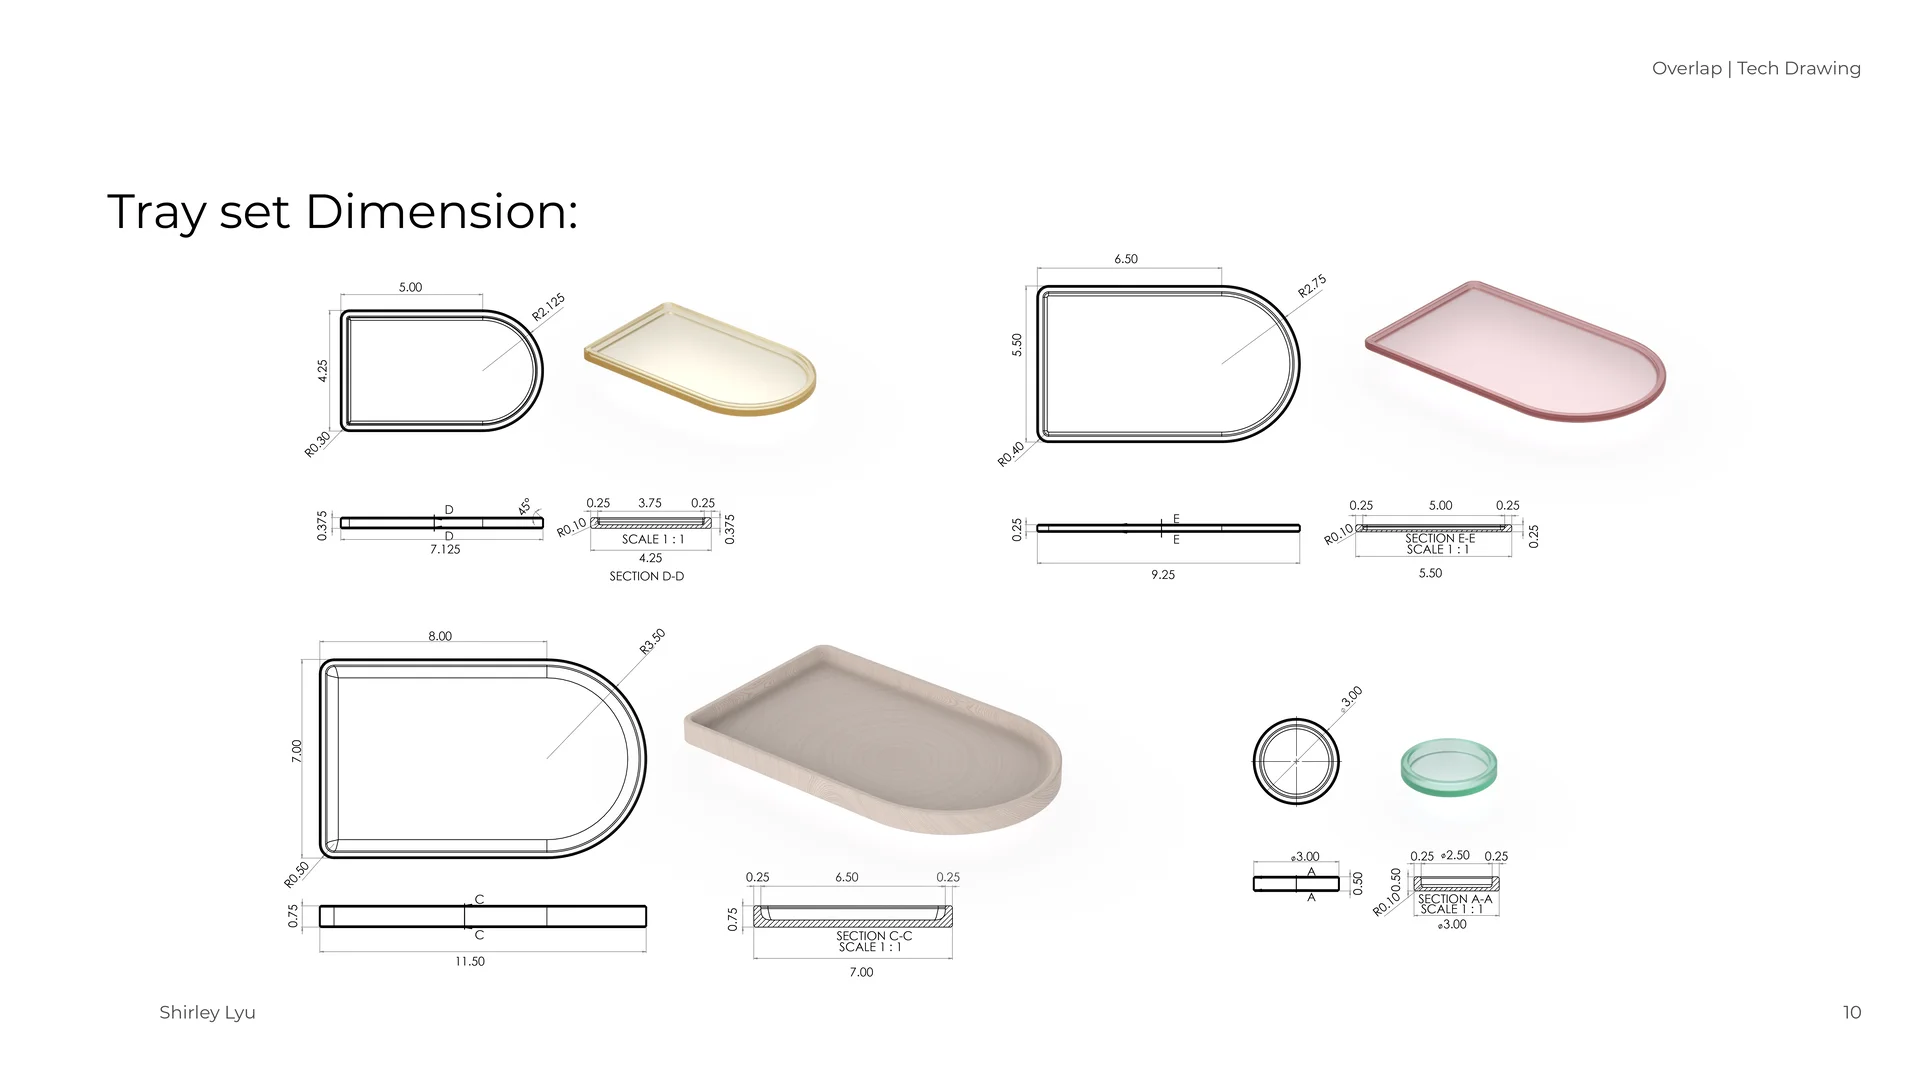 Overlap | Tech Drawing
Tray set Dimension:
5.00
R2.125
4.25
R0.30
0.375
D
D
45°
7.125
0.25 3.75 0.25
R0.10
0.375
SCALE 1 : 1
4.25
SECTION D-D
6.50
R2.75
5.50
R0.40
0.25
E
E
9.25
0.25 5.00 0.25
R0.10
0.25
SECTION E-E
SCALE 1 : 1
5.50
8.00
R3.50
7.00
R0.50
0.75
C
C
11.50
0.25 6.50 0.25
0.75
SECTION C-C
SCALE 1 : 1
7.00
⌀3.00
⌀3.00
A
A
0.50
0.25 ⌀2.50 0.25
0.50
R0.10
SECTION A-A
SCALE 1 : 1
⌀3.00
Shirley Lyu
10